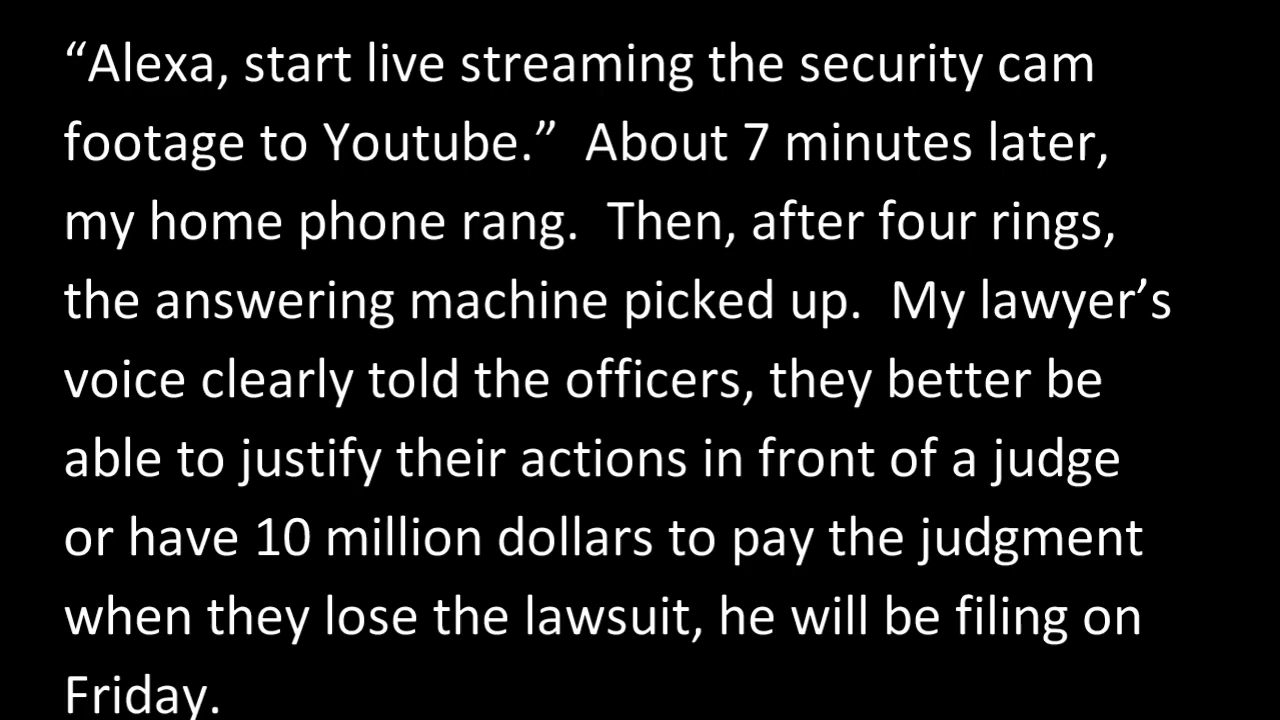 “Alexa, start live streaming the security cam
footage to Youtube.”  About 7 minutes later,
my home phone rang.  Then, after four rings,
the answering machine picked up.  My lawyer’s
voice clearly told the officers, they better be
able to justify their actions in front of a judge
or have 10 million dollars to pay the judgment
when they lose the lawsuit, he will be filing on
Friday.